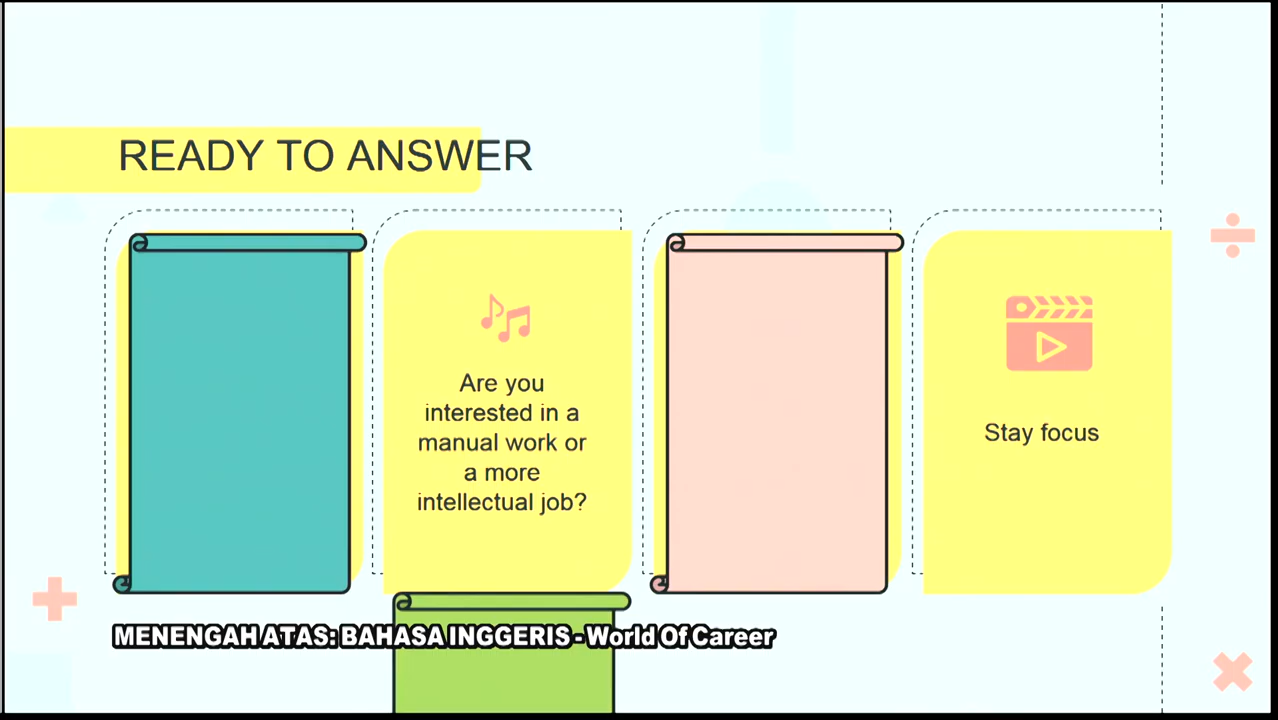 READY TO ANSWER
Are you
interested in a
manual work or
a more
intellectual job?
Stay focus
MENENGAH ATAS: BAHASA INGGERIS - World Of Career